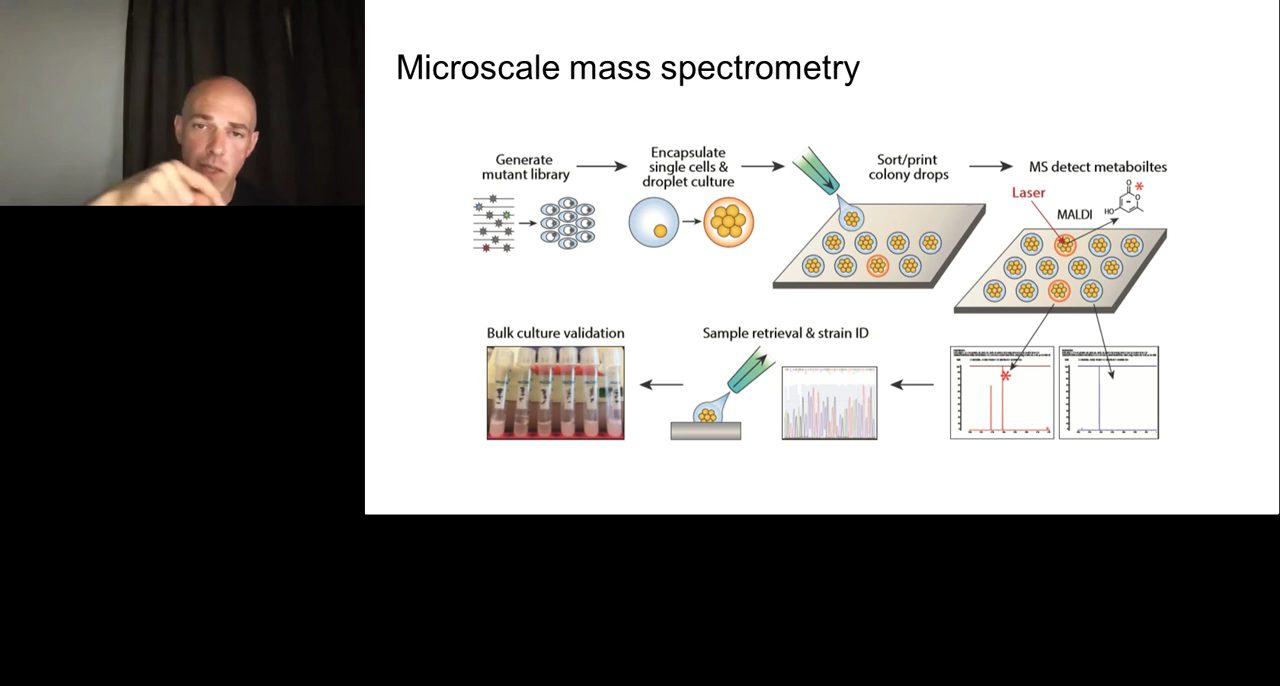 Microscale mass spectrometry
Generate
mutant library
Encapsulate
single cells &
droplet culture
Sort/print
colony drops
MS detect metaboiltes
Laser
MALDI
HO
O
O
Bulk culture validation
Sample retrieval & strain ID